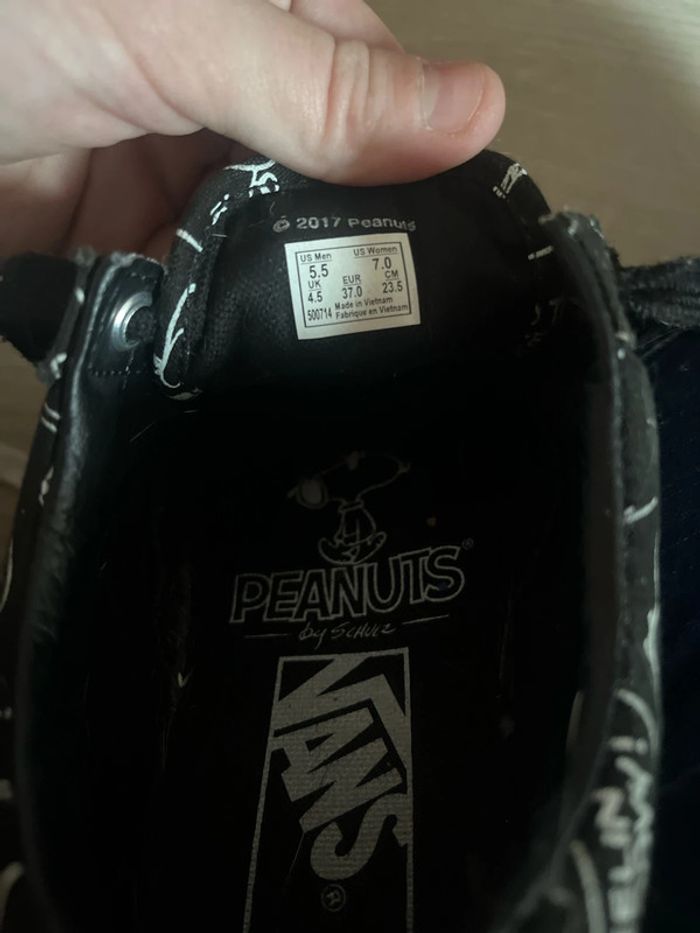 © 2017 Peanuts
US Men US Women
5.5 7.0
UK EUR CM
4.5 37.0 23.5
500714 Made in Vietnam
Fabrique en Vietnam
PEANUTS®
by SCHULZ
VANS